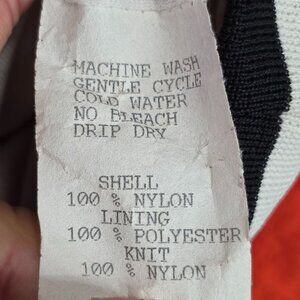 MACHINE WASH
GENTLE CYCLE
COLD WATER
NO BLEACH
DRIP DRY
SHELL
100 % NYLON
LINING
100 % POLYESTER
KNIT
100 % NYLON